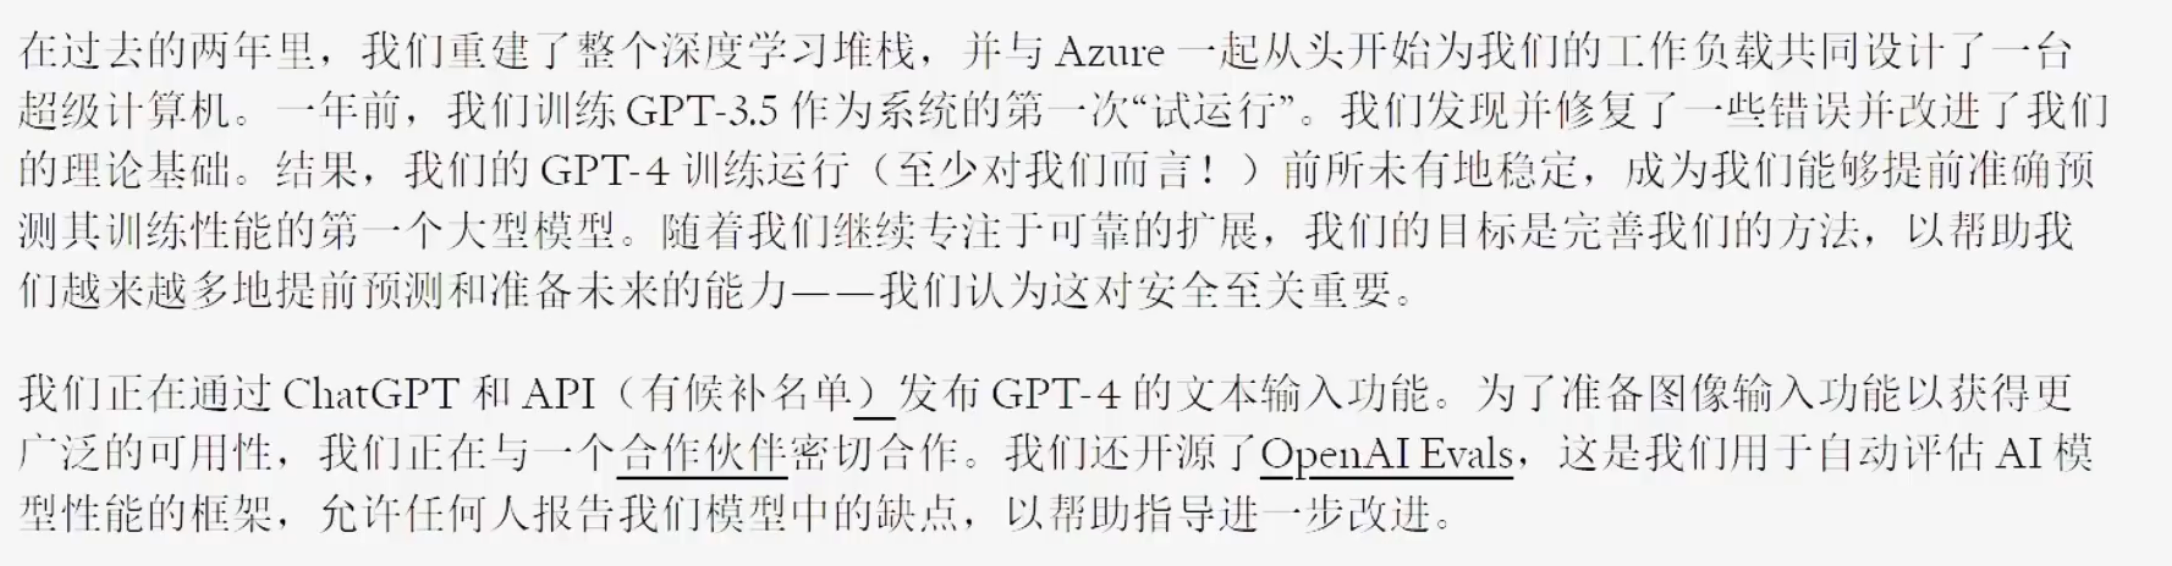 在过去的两年里，我们重建了整个深度学习堆栈，并与 Azure 一起从头开始为我们的工作负载共同设计了一台
超级计算机。一年前，我们训练 GPT-3.5 作为系统的第一次“试运行”。我们发现并修复了一些错误并改进了我们
的理论基础。结果，我们的 GPT-4 训练运行（至少对我们而言！）前所未有地稳定，成为我们能够提前准确预
测其训练性能的第一个大型模型。随着我们继续专注于可靠的扩展，我们的目标是完善我们的方法，以帮助我
们越来越多地提前预测和准备未来的能力——我们认为这对安全至关重要。
我们正在通过 ChatGPT 和 API（有候补名单）发布 GPT-4 的文本输入功能。为了准备图像输入功能以获得更
广泛的可用性，我们正在与一个合作伙伴密切合作。我们还开源了OpenAI Evals，这是我们用于自动评估 AI 模
型性能的框架，允许任何人报告我们模型中的缺点，以帮助指导进一步改进。